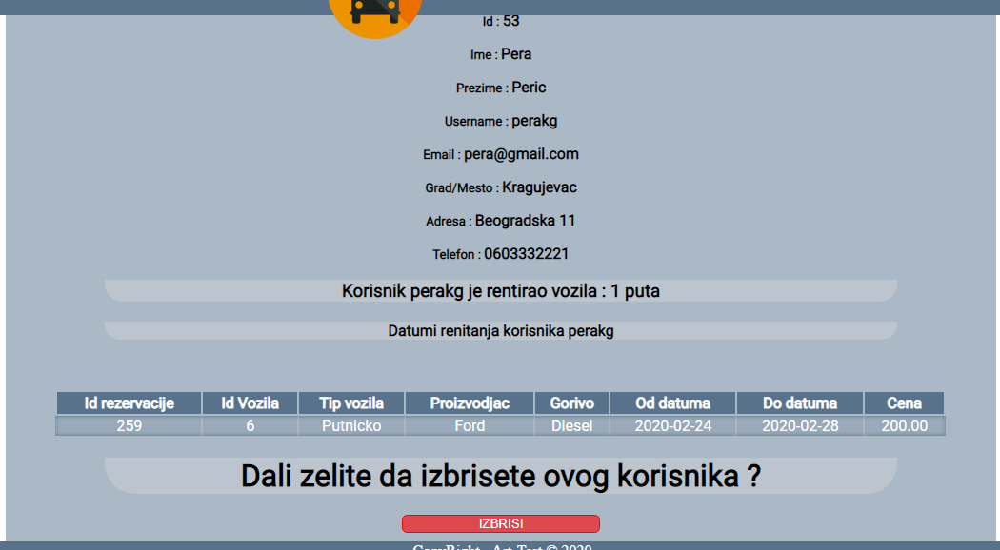 Id : 53
Ime : Pera
Prezime : Peric
Username : perakg
Email : pera@gmail.com
Grad/Mesto : Kragujevac
Adresa : Beogradska 11
Telefon : 0603332221
Korisnik perakg je rentirao vozila : 1 puta
Datumi renitanja korisnika perakg
Id rezervacije Id Vozila Tip vozila Proizvodjac Gorivo Od datuma Do datuma Cena
259 6 Putnicko Ford Diesel 2020-02-24 2020-02-28 200.00
Dali zelite da izbrisete ovog korisnika ?
IZBRISI